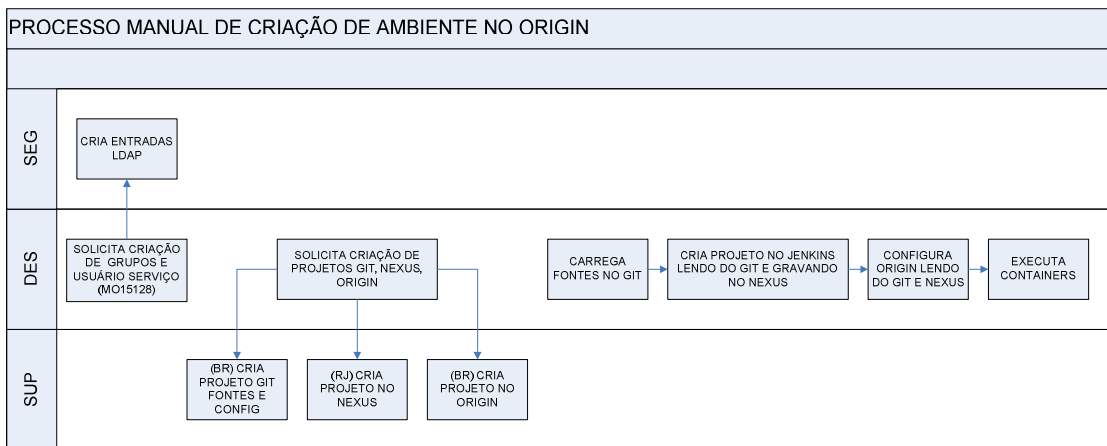 PROCESSO MANUAL DE CRIAÇÃO DE AMBIENTE NO ORIGIN
SEG
CRIA ENTRADAS
LDAP
DES
SOLICITA CRIAÇÃO
DE GRUPOS E
USUÁRIO SERVIÇO
(MO15128)
SOLICITA CRIAÇÃO DE
PROJETOS GIT, NEXUS,
ORIGIN
CARREGA
FONTES NO GIT
CRIA PROJETO NO JENKINS
LENDO DO GIT E GRAVANDO
NO NEXUS
CONFIGURA
ORIGIN LENDO
DO GIT E NEXUS
EXECUTA
CONTAINERS
SUP
(BR) CRIA
PROJETO GIT
FONTES E
CONFIG
(RJ) CRIA
PROJETO NO
NEXUS
(BR) CRIA
PROJETO NO
ORIGIN